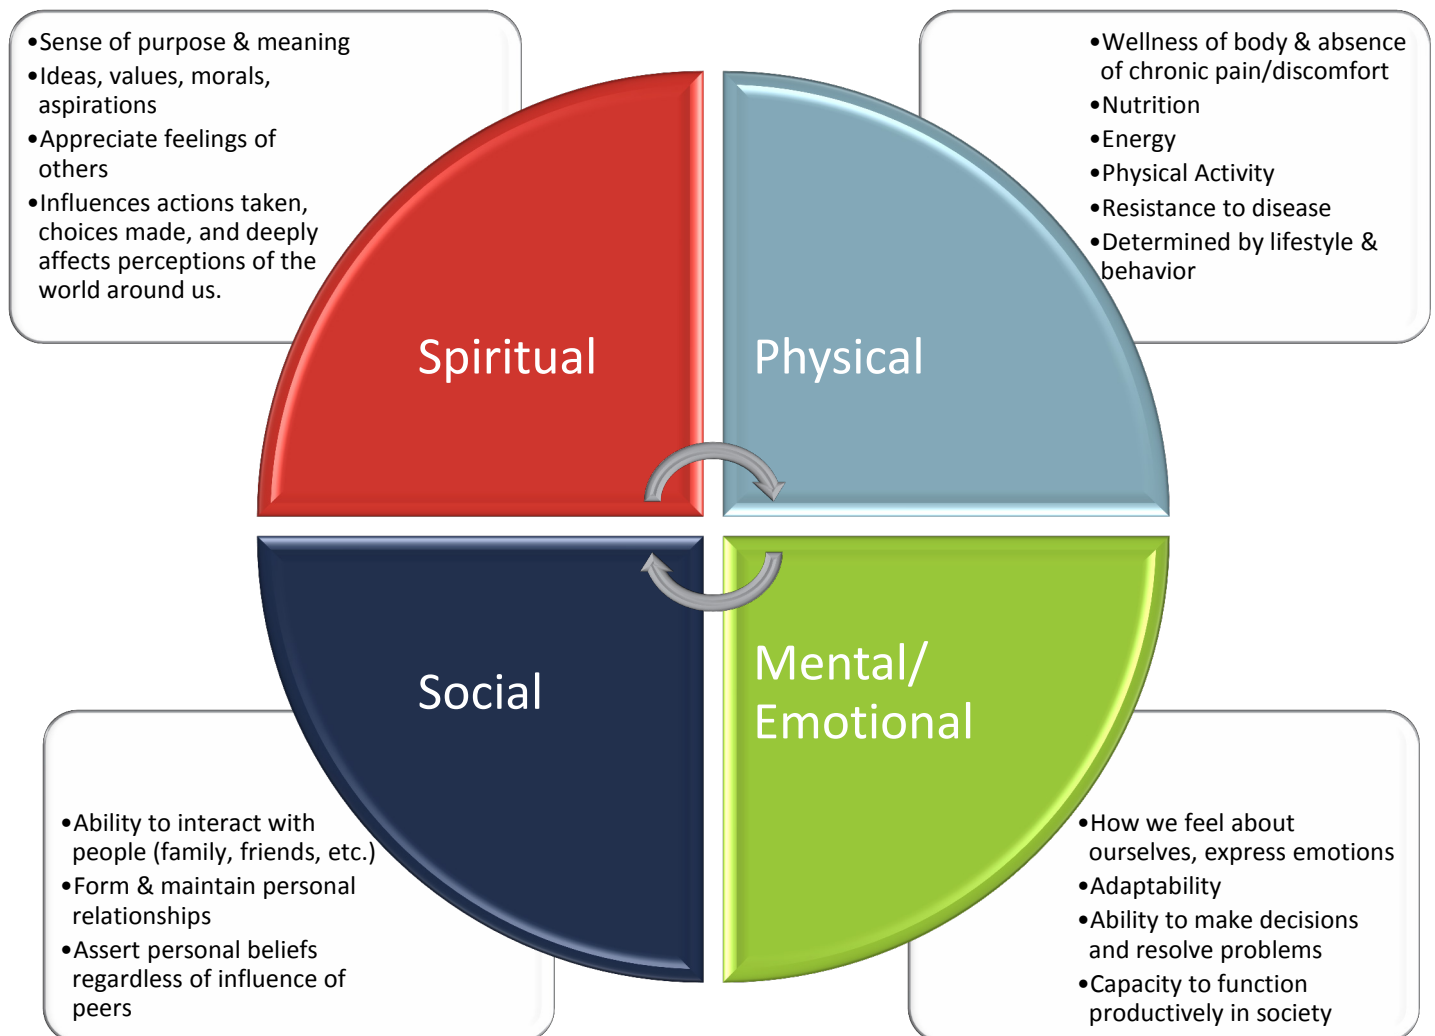 •Sense of purpose & meaning
•Ideas, values, morals,
aspirations
•Appreciate feelings of
others
•Influences actions taken,
choices made, and deeply
affects perceptions of the
world around us.
•Wellness of body & absence
of chronic pain/discomfort
•Nutrition
•Energy
•Physical Activity
•Resistance to disease
•Determined by lifestyle &
behavior
Spiritual
Physical
Social
Mental/
Emotional
•Ability to interact with
people (family, friends, etc.)
•Form & maintain personal
relationships
•Assert personal beliefs
regardless of influence of
peers
•How we feel about
ourselves, express emotions
•Adaptability
•Ability to make decisions
and resolve problems
•Capacity to function
productively in society